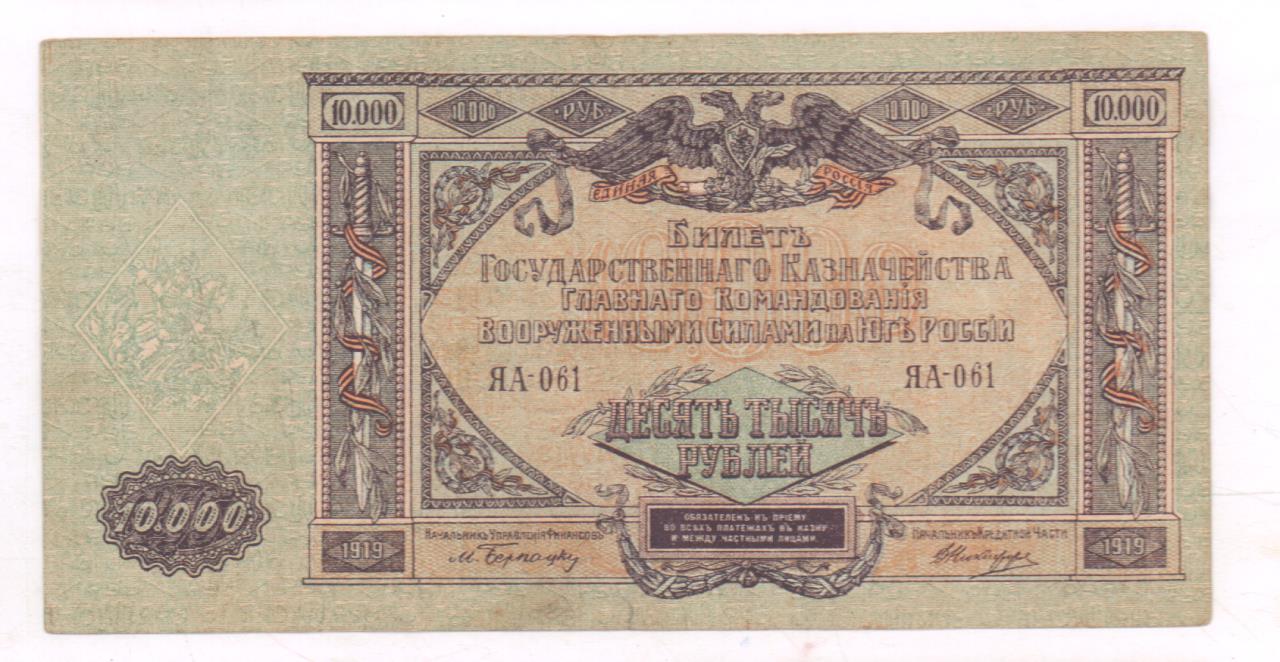 10.000 10.000 РУБ 10.000 РУБ 10.000
ЕДИНАЯ РОССІЯ
БИЛЕТЪ
ГОСУДАРСТВЕННАГО КАЗНАЧЕЙСТВА
ГЛАВНАГО КОМАНДОВАНІЯ
ВООРУЖЕННЫМИ СИЛАМИ НА ЮГѢ РОССІИ
ЯА-061 ЯА-061
ДЕСЯТЬ ТЫСЯЧЪ
РУБЛЕЙ
10.000
ОБЯЗАТЕЛЕНЪ КЪ ПРІЕМУ
ВО ВСѢХЪ ПЛАТЕЖАХЪ ВЪ КАЗНУ
И МЕЖДУ ЧАСТНЫМИ ЛИЦАМИ.
НАЧАЛЬНИКЪ УПРАВЛЕНІЯ ФИНАНСОВЪ НАЧАЛЬНИКЪ КРЕДИТНОЙ ЧАСТИ
1919 М. Бернацкій 1919